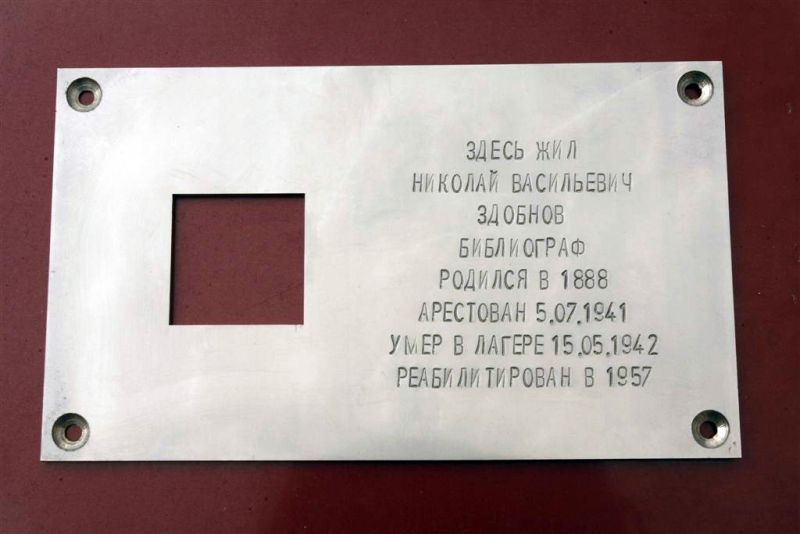 ЗДЕСЬ ЖИЛ
НИКОЛАЙ ВАСИЛЬЕВИЧ
ЗДОБНОВ
БИБЛИОГРАФ
РОДИЛСЯ В 1888
АРЕСТОВАН 5.07.1941
УМЕР В ЛАГЕРЕ 15.05.1942
РЕАБИЛИТИРОВАН В 1957